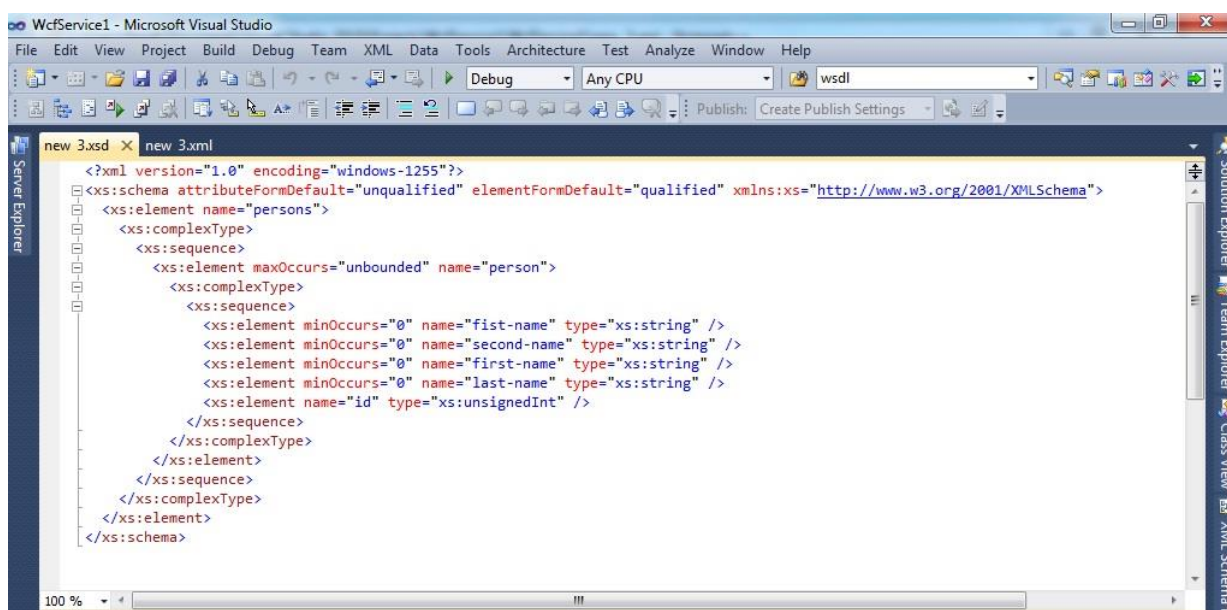 WcfService1 - Microsoft Visual Studio
File Edit View Project Build Debug Team XML Data Tools Architecture Test Analyze Window Help
Debug Any CPU wsdl
Publish: Create Publish Settings
new 3.xsd new 3.xml
<?xml version="1.0" encoding="windows-1255"?>
<xs:schema attributeFormDefault="unqualified" elementFormDefault="qualified" xmlns:xs="http://www.w3.org/2001/XMLSchema">
<xs:element name="persons">
<xs:complexType>
<xs:sequence>
<xs:element maxOccurs="unbounded" name="person">
<xs:complexType>
<xs:sequence>
<xs:element minOccurs="0" name="fist-name" type="xs:string" />
<xs:element minOccurs="0" name="second-name" type="xs:string" />
<xs:element minOccurs="0" name="first-name" type="xs:string" />
<xs:element minOccurs="0" name="last-name" type="xs:string" />
<xs:element name="id" type="xs:unsignedInt" />
</xs:sequence>
</xs:complexType>
</xs:element>
</xs:sequence>
</xs:complexType>
</xs:element>
</xs:schema>
100 %
Server Explorer
Solution Explorer
Team Explorer
Class View
XML Schema